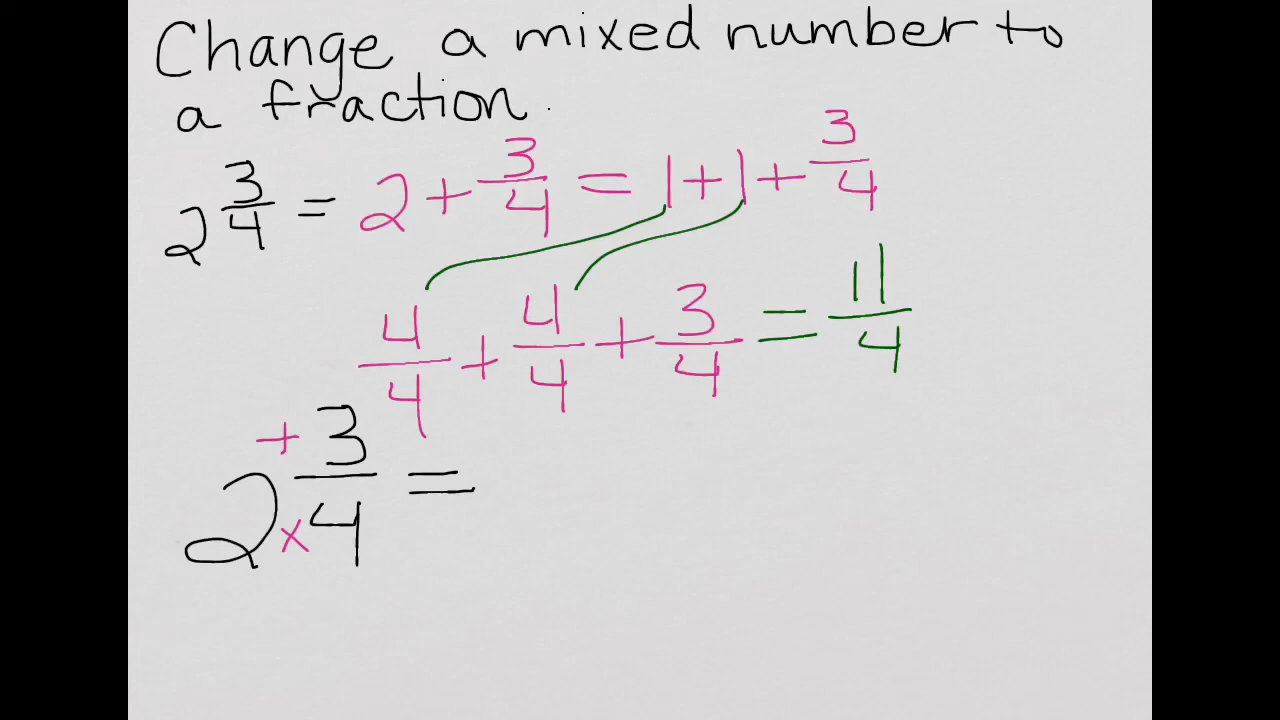 Change a mixed number to
a fraction.
2 3/4 = 2 + 3/4 = 1 + 1 + 3/4
4/4 + 4/4 + 3/4 = 11/4
2 + 3/x 4 =